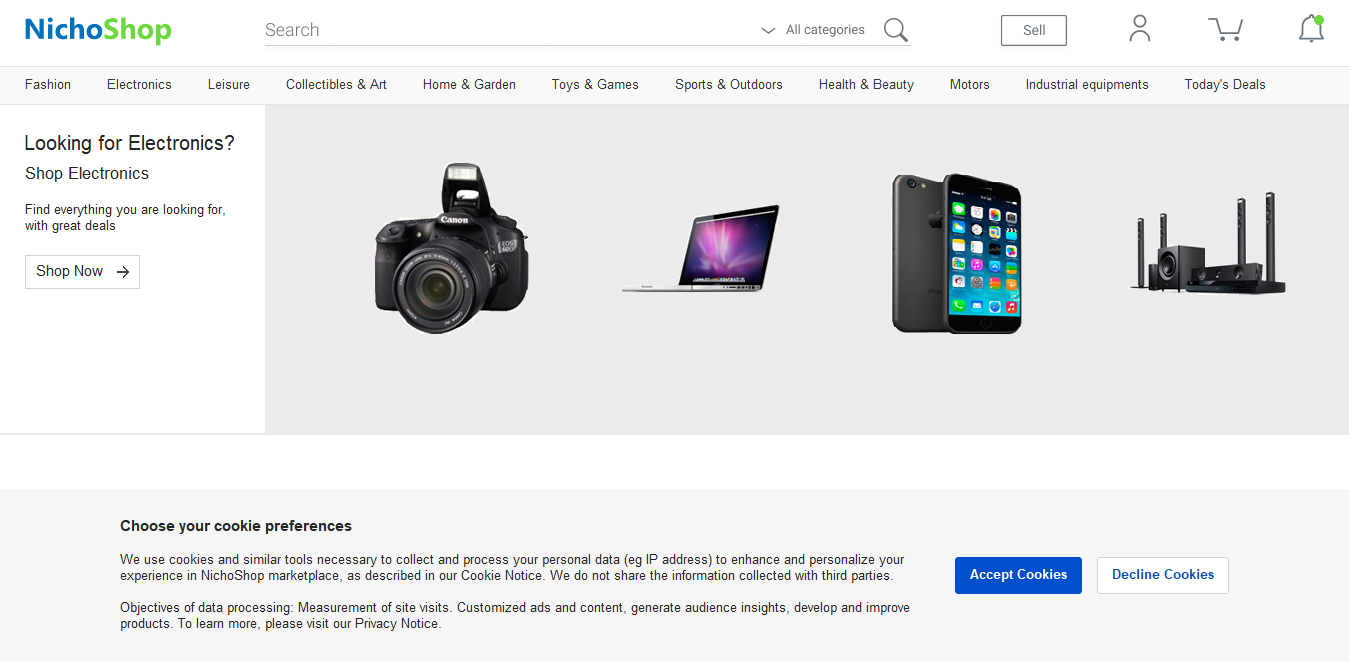 NichoShop
Search
All categories
Sell
Fashion Electronics Leisure Collectibles & Art Home & Garden Toys & Games Sports & Outdoors Health & Beauty Motors Industrial equipments Today's Deals
Looking for Electronics?
Shop Electronics
Find everything you are looking for,
with great deals
Shop Now
Canon
EOS
60D
Choose your cookie preferences
We use cookies and similar tools necessary to collect and process your personal data (eg IP address) to enhance and personalize your
experience in NichoShop marketplace, as described in our Cookie Notice. We do not share the information collected with third parties.
Objectives of data processing: Measurement of site visits. Customized ads and content, generate audience insights, develop and improve
products. To learn more, please visit our Privacy Notice.
Accept Cookies
Decline Cookies